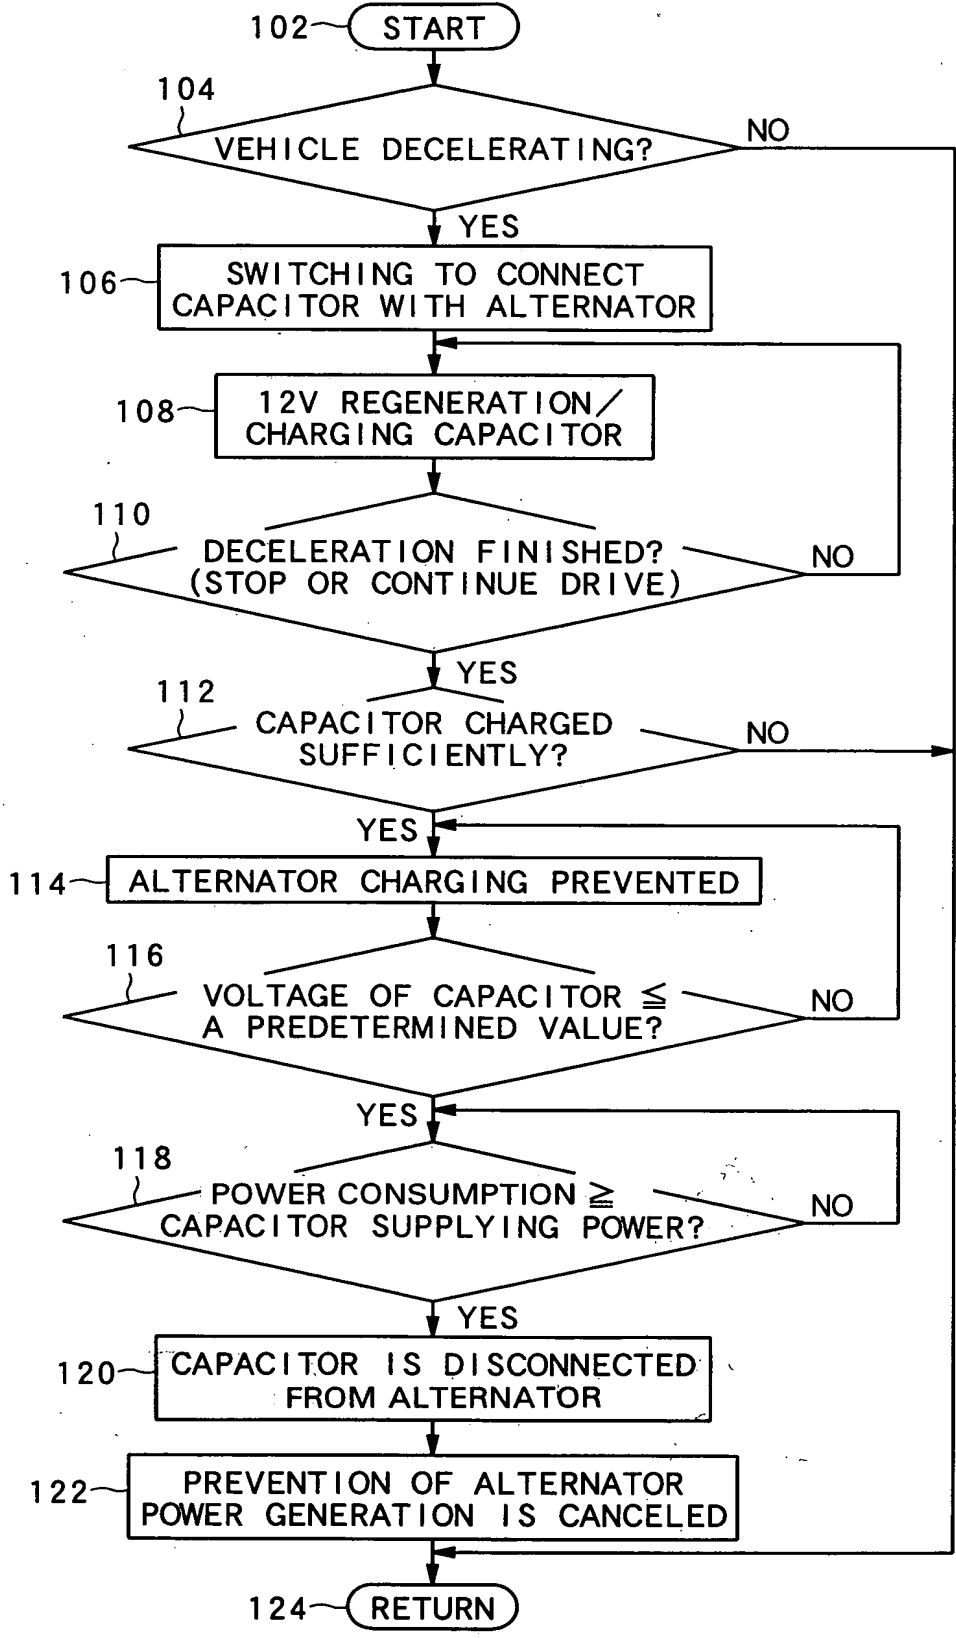 102
START
104
VEHICLE DECELERATING?
NO
YES
106
SWITCHING TO CONNECT
CAPACITOR WITH ALTERNATOR
108
12V REGENERATION/
CHARGING CAPACITOR
110
DECELERATION FINISHED?
(STOP OR CONTINUE DRIVE)
NO
YES
112
CAPACITOR CHARGED
SUFFICIENTLY?
NO
YES
114
ALTERNATOR CHARGING PREVENTED
116
VOLTAGE OF CAPACITOR ≦
A PREDETERMINED VALUE?
NO
YES
118
POWER CONSUMPTION ≧
CAPACITOR SUPPLYING POWER?
NO
YES
120
CAPACITOR IS DISCONNECTED
FROM ALTERNATOR
122
PREVENTION OF ALTERNATOR
POWER GENERATION IS CANCELED
124
RETURN